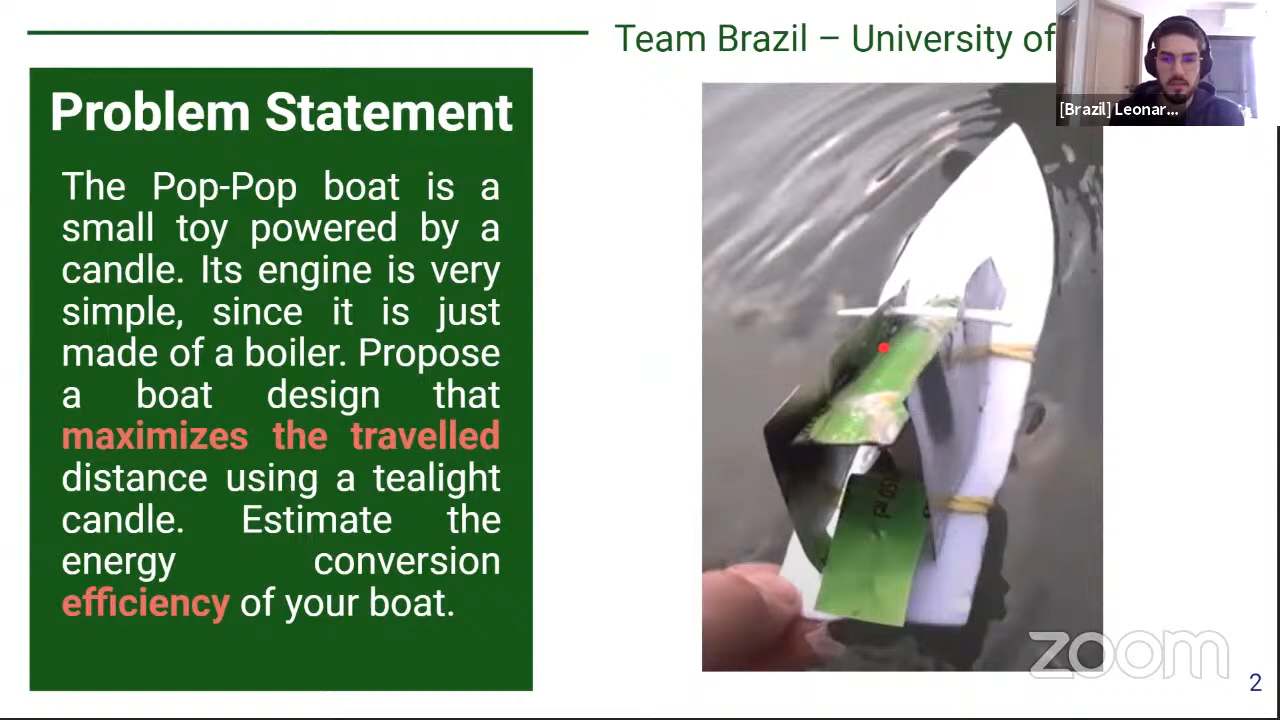 Team Brazil – University of
[Brazil] Leonar...
Problem Statement
The Pop-Pop boat is a
small toy powered by a
candle. Its engine is very
simple, since it is just
made of a boiler. Propose
a boat design that
maximizes the travelled
distance using a tealight
candle. Estimate the
energy conversion
efficiency of your boat.
zoom
2